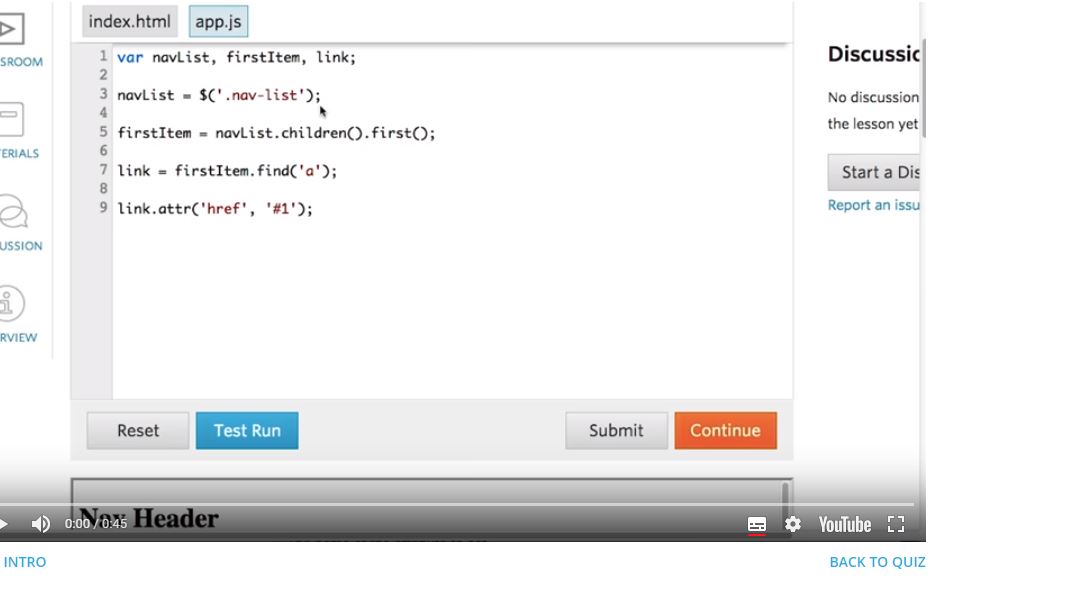 index.html
app.js
1 var navList, firstItem, link;
2
3 navList = $('.nav-list');
4
5 firstItem = navList.children().first();
6
7 link = firstItem.find('a');
8
9 link.attr('href', '#1');
SROOM
ERIALS
USSION
RVIEW
Discussic
No discussion
the lesson yet
Start a Dis
Report an issu
Reset
Test Run
Submit
Continue
Nav Header
0:00 / 0:45
YouTube
INTRO
BACK TO QUIZ